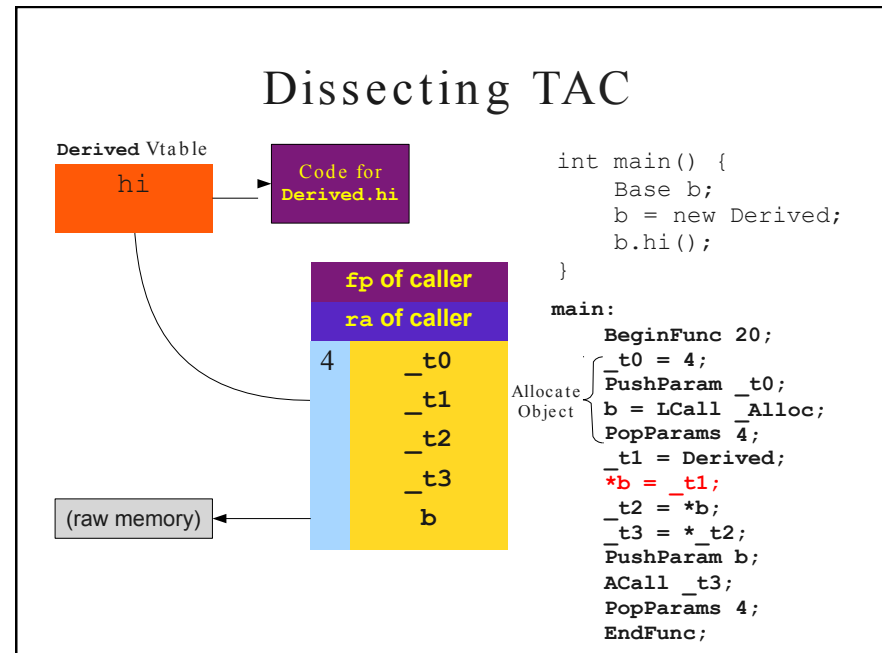 Dissecting TAC
Derived Vtable
hi
Code for
Derived.hi
fp of caller
ra of caller
4 _t0
_t1
_t2
_t3
b
(raw memory)
int main() {
Base b;
b = new Derived;
b.hi();
}
main:
BeginFunc 20;
_t0 = 4;
PushParam _t0;
b = LCall _Alloc;
PopParams 4;
Allocate
Object
_t1 = Derived;
*b = _t1;
_t2 = *b;
_t3 = *_t2;
PushParam b;
ACall _t3;
PopParams 4;
EndFunc;